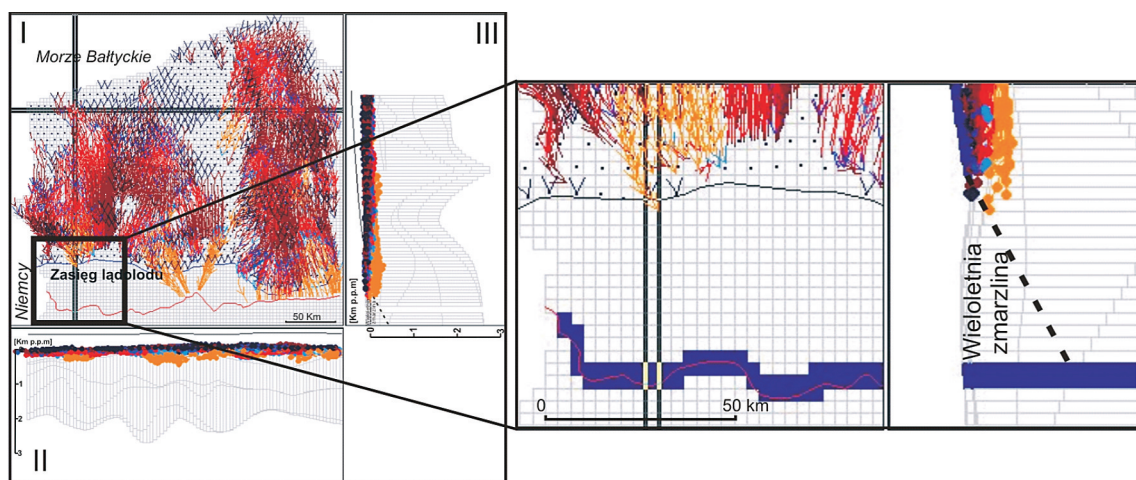 I
Morze Bałtyckie
III
Niemcy
Zasięg lądolodu
50 Km
[Km p.p.m]
0
-1
-2
-3
[Km p.p.m]
-1
-2
-3
II
0
50 km
Wieloletnia
zmarzlina